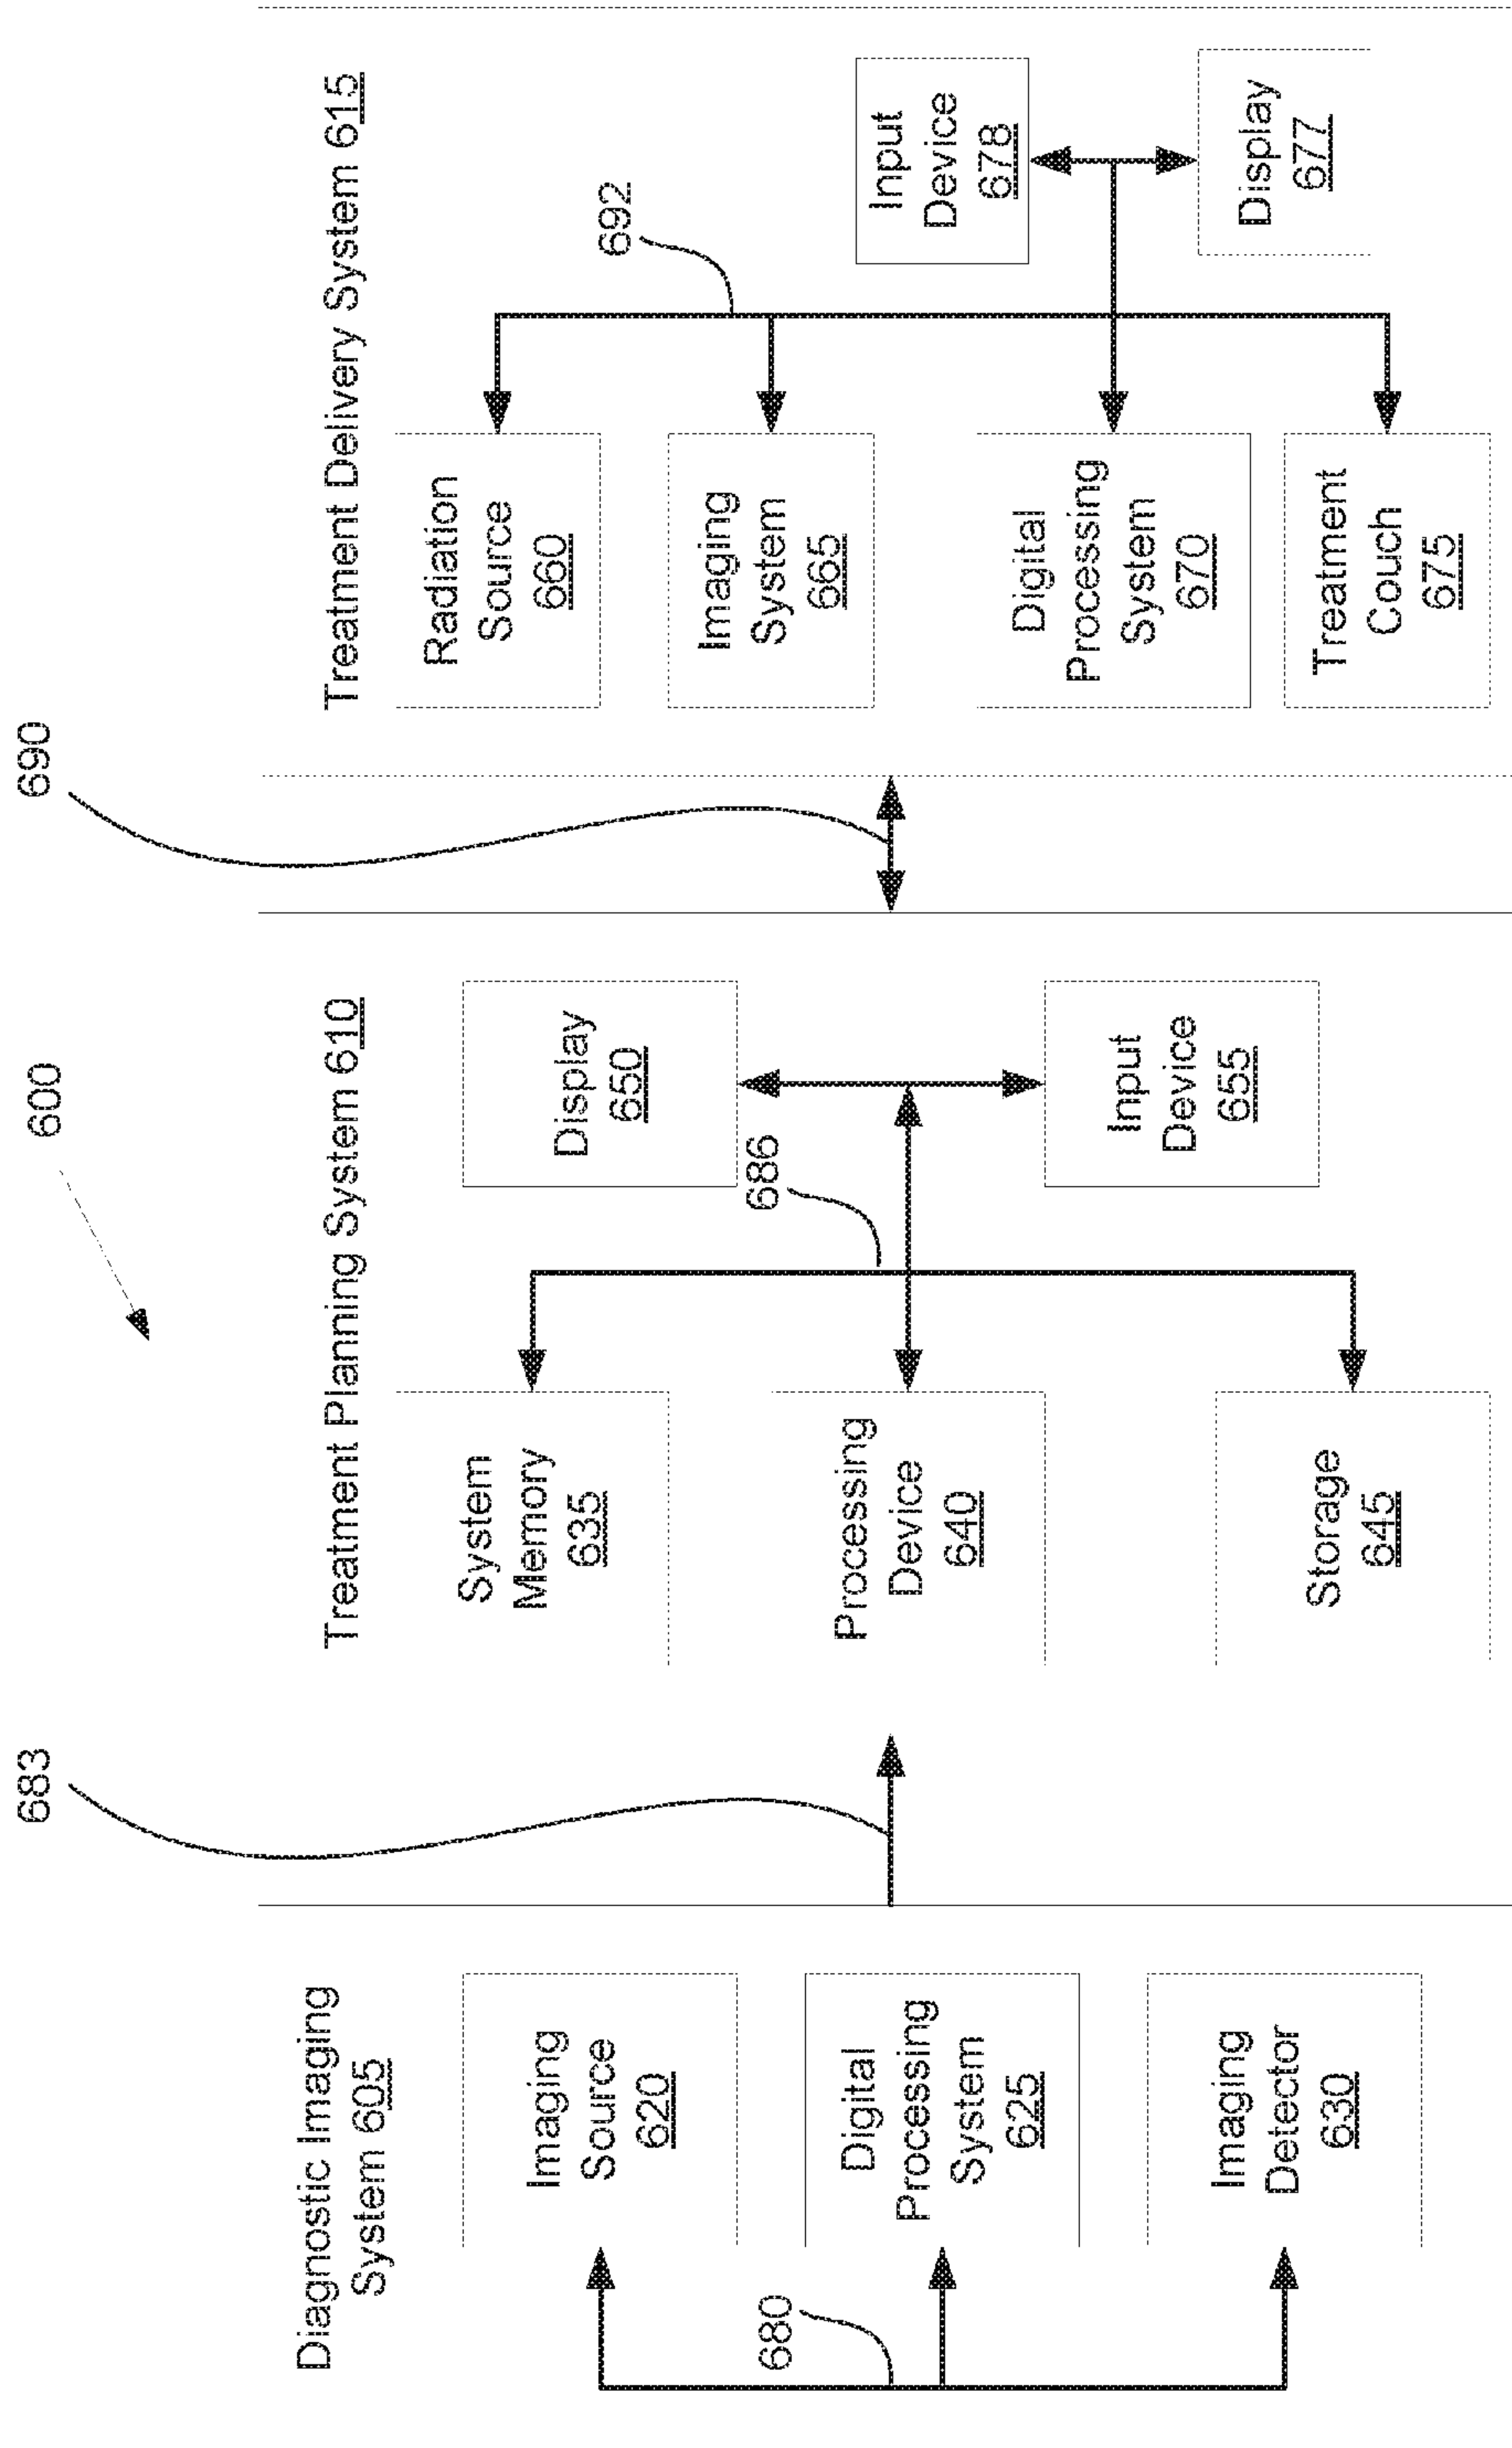 600
683
690
Diagnostic Imaging
System 605
Imaging
Source
620
Digital
Processing
System
625
Imaging
Detector
630
680
Treatment Planning System 610
System
Memory
635
Processing
Device
640
Storage
645
686
Display
650
Input
Device
655
Treatment Delivery System 615
Radiation
Source
660
Imaging
System
665
Digital
Processing
System
670
Treatment
Couch
675
692
Input
Device
678
Display
677